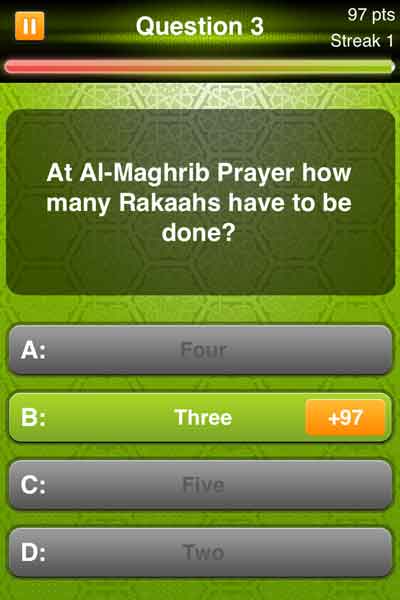 Question 3
97 pts
Streak 1
At Al-Maghrib Prayer how
many Rakaahs have to be
done?
A: Four
B: Three +97
C: Five
D: Two